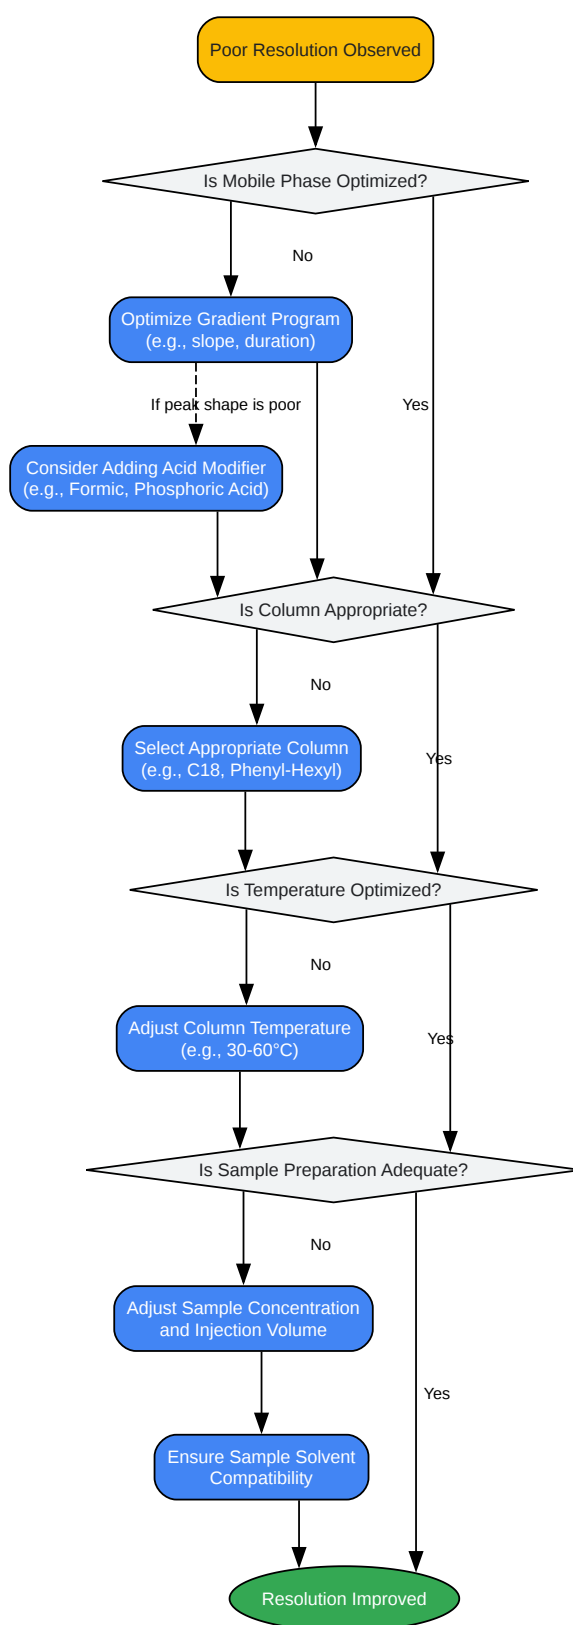 Poor Resolution Observed
Is Mobile Phase Optimized?
No
Optimize Gradient Program
(e.g., slope, duration)
If peak shape is poor
Yes
Consider Adding Acid Modifier
(e.g., Formic, Phosphoric Acid)
Is Column Appropriate?
No
Select Appropriate Column
(e.g., C18, Phenyl-Hexyl)
Yes
Is Temperature Optimized?
No
Adjust Column Temperature
(e.g., 30-60°C)
Yes
Is Sample Preparation Adequate?
No
Adjust Sample Concentration
and Injection Volume
Yes
Ensure Sample Solvent
Compatibility
Resolution Improved